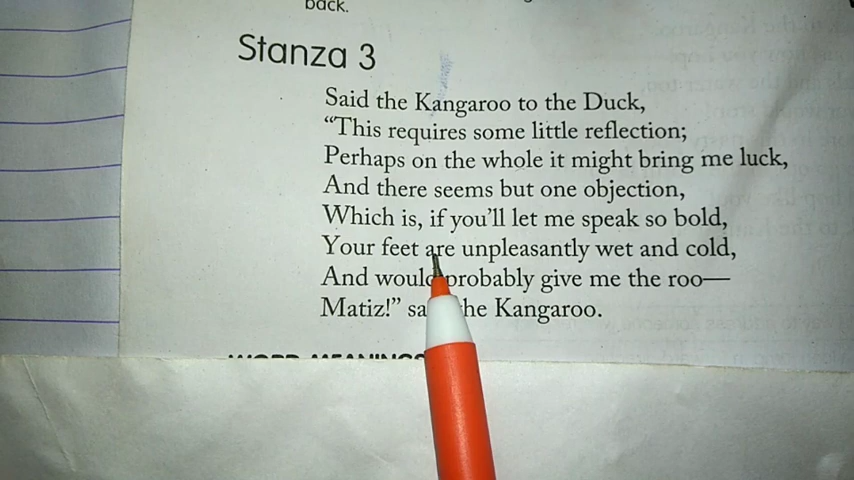 back.
Stanza 3
Said the Kangaroo to the Duck,
“This requires some little reflection;
Perhaps on the whole it might bring me luck,
And there seems but one objection,
Which is, if you'll let me speak so bold,
Your feet are unpleasantly wet and cold,
And would probably give me the roo—
Matiz!” sa he Kangaroo.
WORD MEANINGS